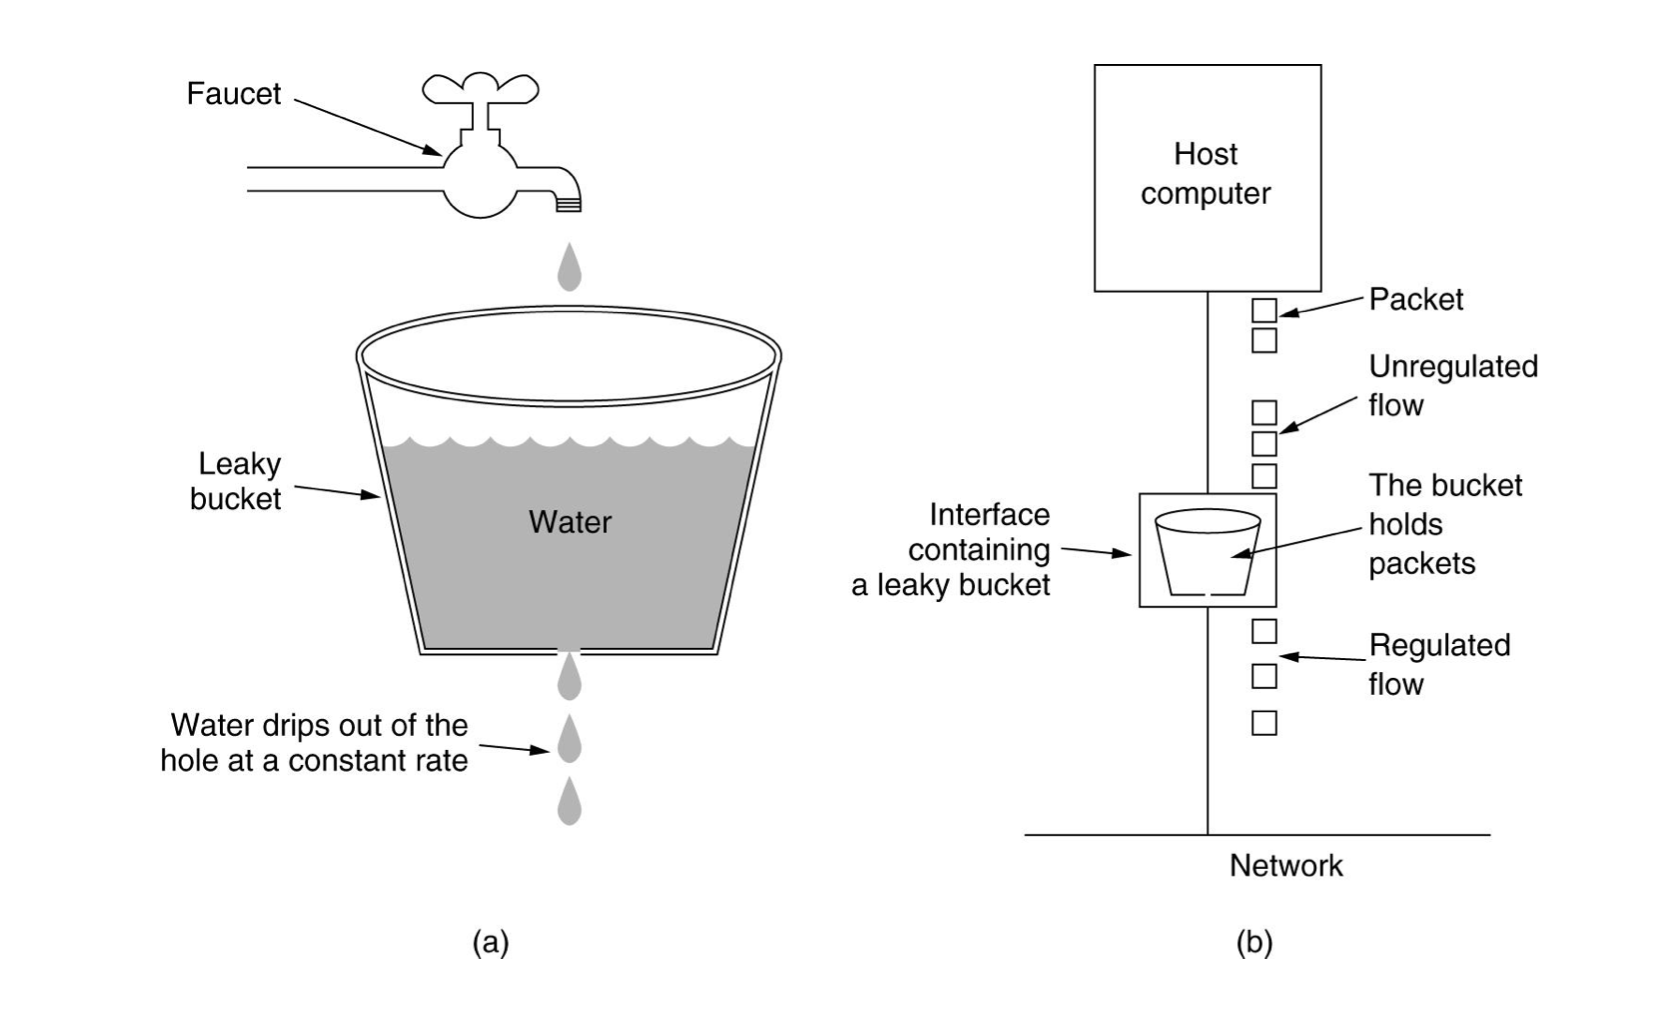 Faucet
Leaky
bucket
Water
Water drips out of the
hole at a constant rate
(a)
Host
computer
Packet
Unregulated
flow
The bucket
holds
packets
Interface
containing
a leaky bucket
Regulated
flow
Network
(b)